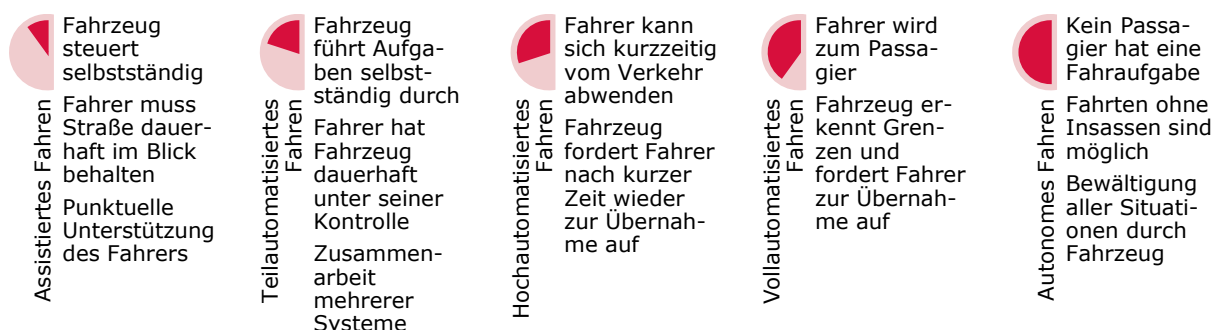 Assistiertes Fahren
Fahrzeug
steuert
selbstständig
Fahrer muss
Straße dauer-
haft im Blick
behalten
Punktuelle
Unterstützung
des Fahrers
Teilautomatisiertes
Fahren
Fahrzeug
führt Aufga-
ben selbst-
ständig durch
Fahrer hat
Fahrzeug
dauerhaft
unter seiner
Kontrolle
Zusammen-
arbeit
mehrerer
Systeme
Hochautomatisiertes
Fahren
Fahrer kann
sich kurzzeitig
vom Verkehr
abwenden
Fahrzeug
fordert Fahrer
nach kurzer
Zeit wieder
zur Übernah-
me auf
Vollautomatisiertes
Fahren
Fahrer wird
zum Passa-
gier
Fahrzeug er-
kennt Gren-
zen und
fordert Fahrer
zur Übernah-
me auf
Autonomes Fahren
Kein Passa-
gier hat eine
Fahraufgabe
Fahrten ohne
Insassen sind
möglich
Bewältigung
aller Situati-
onen durch
Fahrzeug